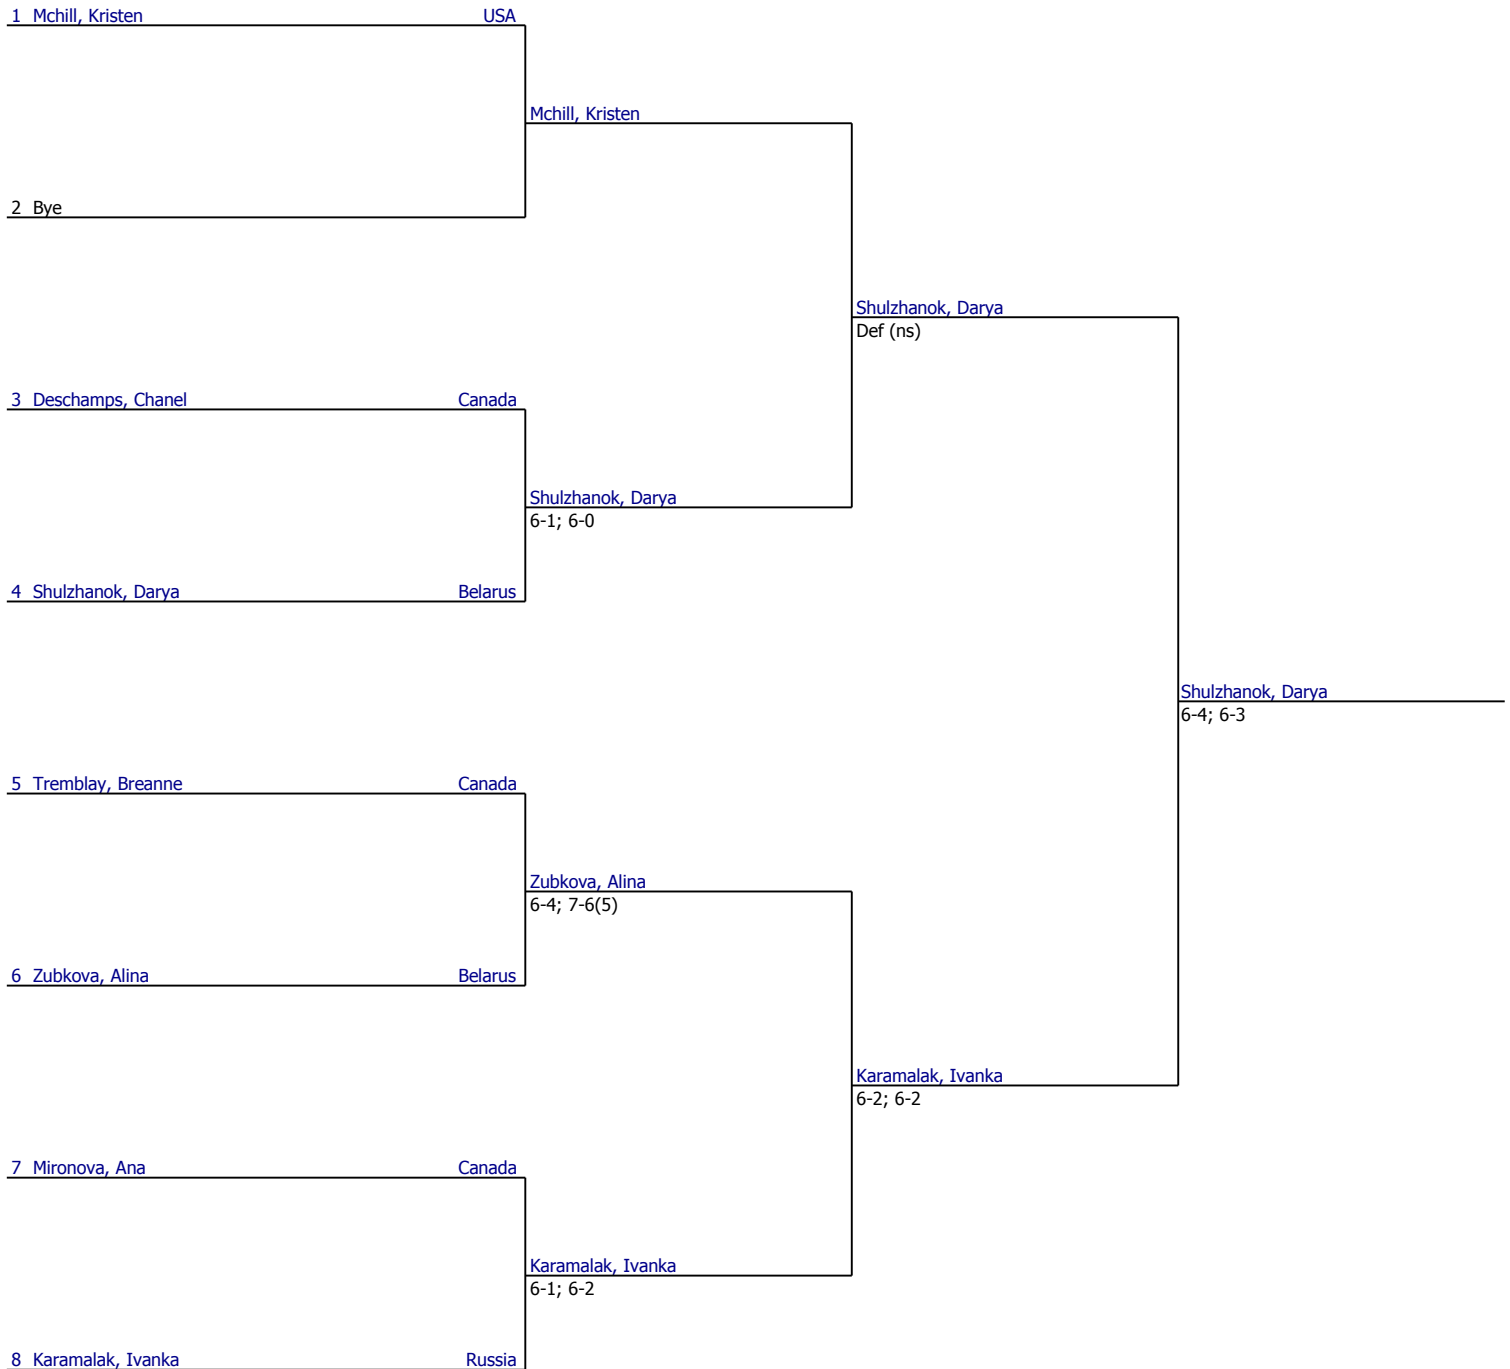 1 Mchill, Kristen USA
Mchill, Kristen
2 Bye
Shulzhanok, Darya
Def (ns)
3 Deschamps, Chanel Canada
Shulzhanok, Darya
6-1; 6-0
4 Shulzhanok, Darya Belarus
Shulzhanok, Darya
6-4; 6-3
5 Tremblay, Breanne Canada
Zubkova, Alina
6-4; 7-6(5)
6 Zubkova, Alina Belarus
Karamalak, Ivanka
6-2; 6-2
7 Mironova, Ana Canada
Karamalak, Ivanka
6-1; 6-2
8 Karamalak, Ivanka Russia